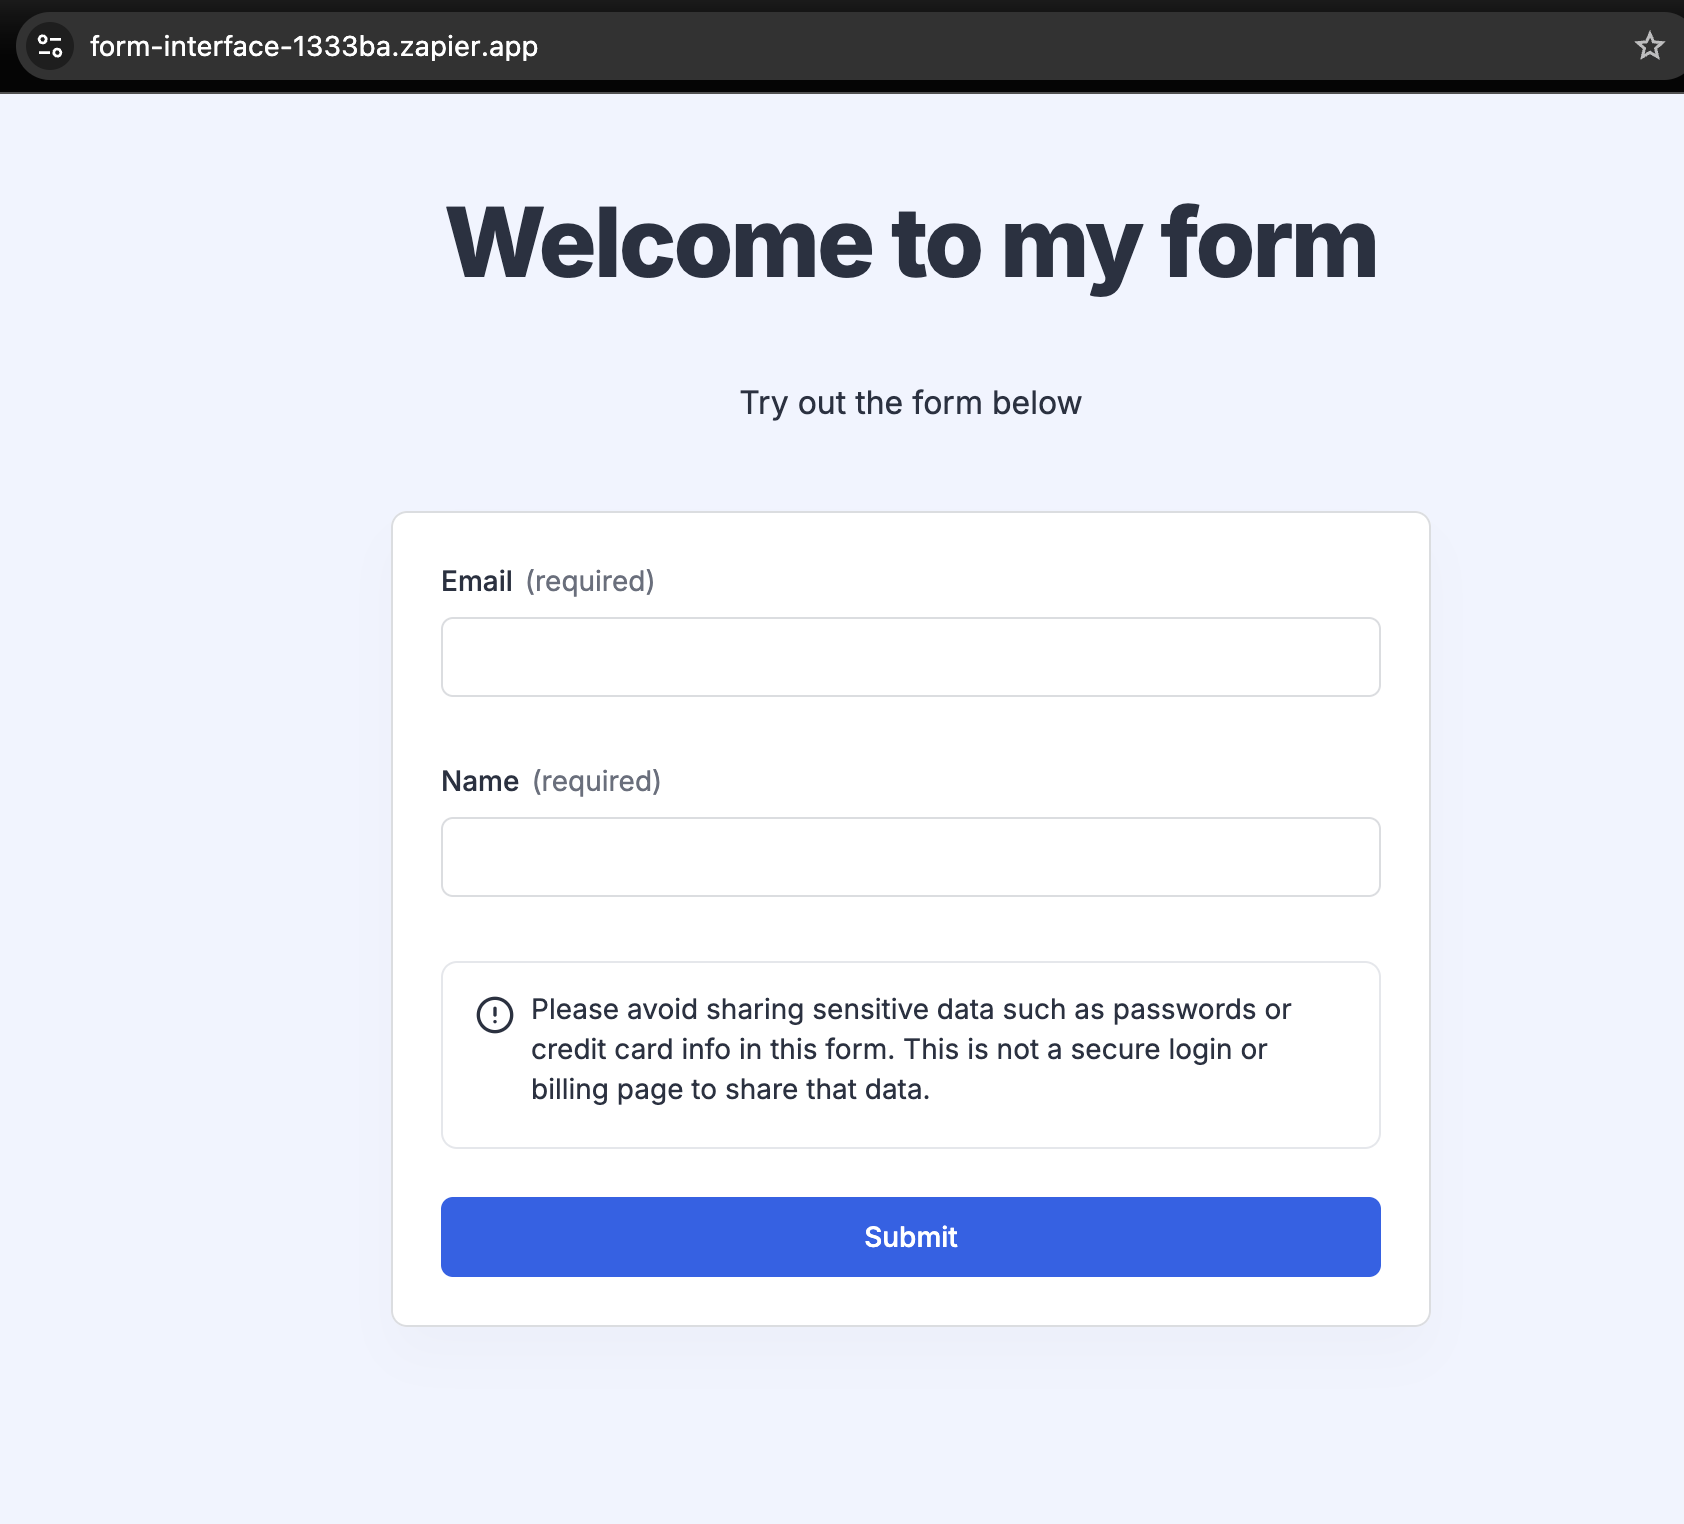 form-interface-1333ba.zapier.app
Welcome to my form
Try out the form below
Email (required)
Name (required)
Please avoid sharing sensitive data such as passwords or
credit card info in this form. This is not a secure login or
billing page to share that data.
Submit